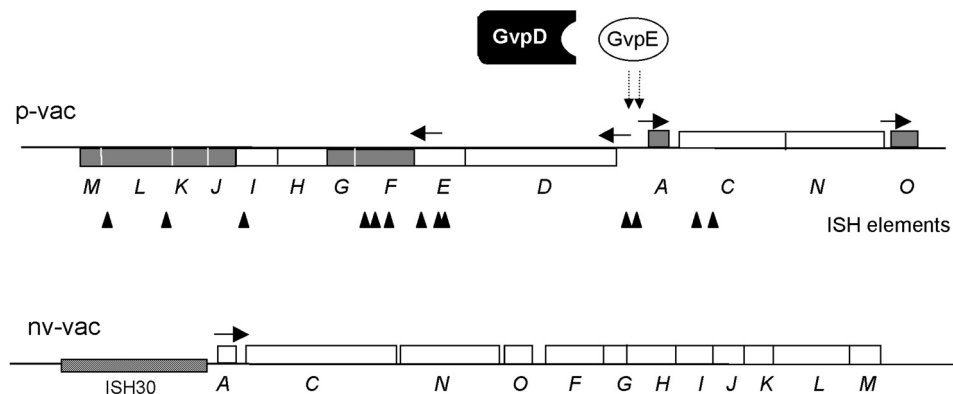 GvpD GvpE
p-vac
M L K J I H G F E D A C N O
ISH elements
nv-vac
ISH30 A C N O F G H I J K L M